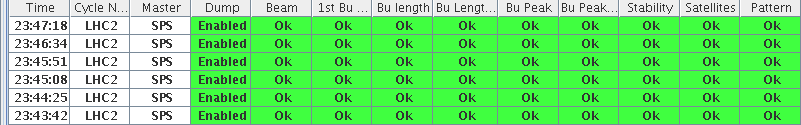 Time Cycle N... Master Dump Beam 1st Bu ... Bu length Bu Lengt... Bu Peak Bu Peak... Stability Satellites Pattern
23:47:18 LHC2 SPS Enabled Ok Ok Ok Ok Ok Ok Ok Ok Ok
23:46:34 LHC2 SPS Enabled Ok Ok Ok Ok Ok Ok Ok Ok Ok
23:45:51 LHC2 SPS Enabled Ok Ok Ok Ok Ok Ok Ok Ok Ok
23:45:08 LHC2 SPS Enabled Ok Ok Ok Ok Ok Ok Ok Ok Ok
23:44:25 LHC2 SPS Enabled Ok Ok Ok Ok Ok Ok Ok Ok Ok
23:43:42 LHC2 SPS Enabled Ok Ok Ok Ok Ok Ok Ok Ok Ok